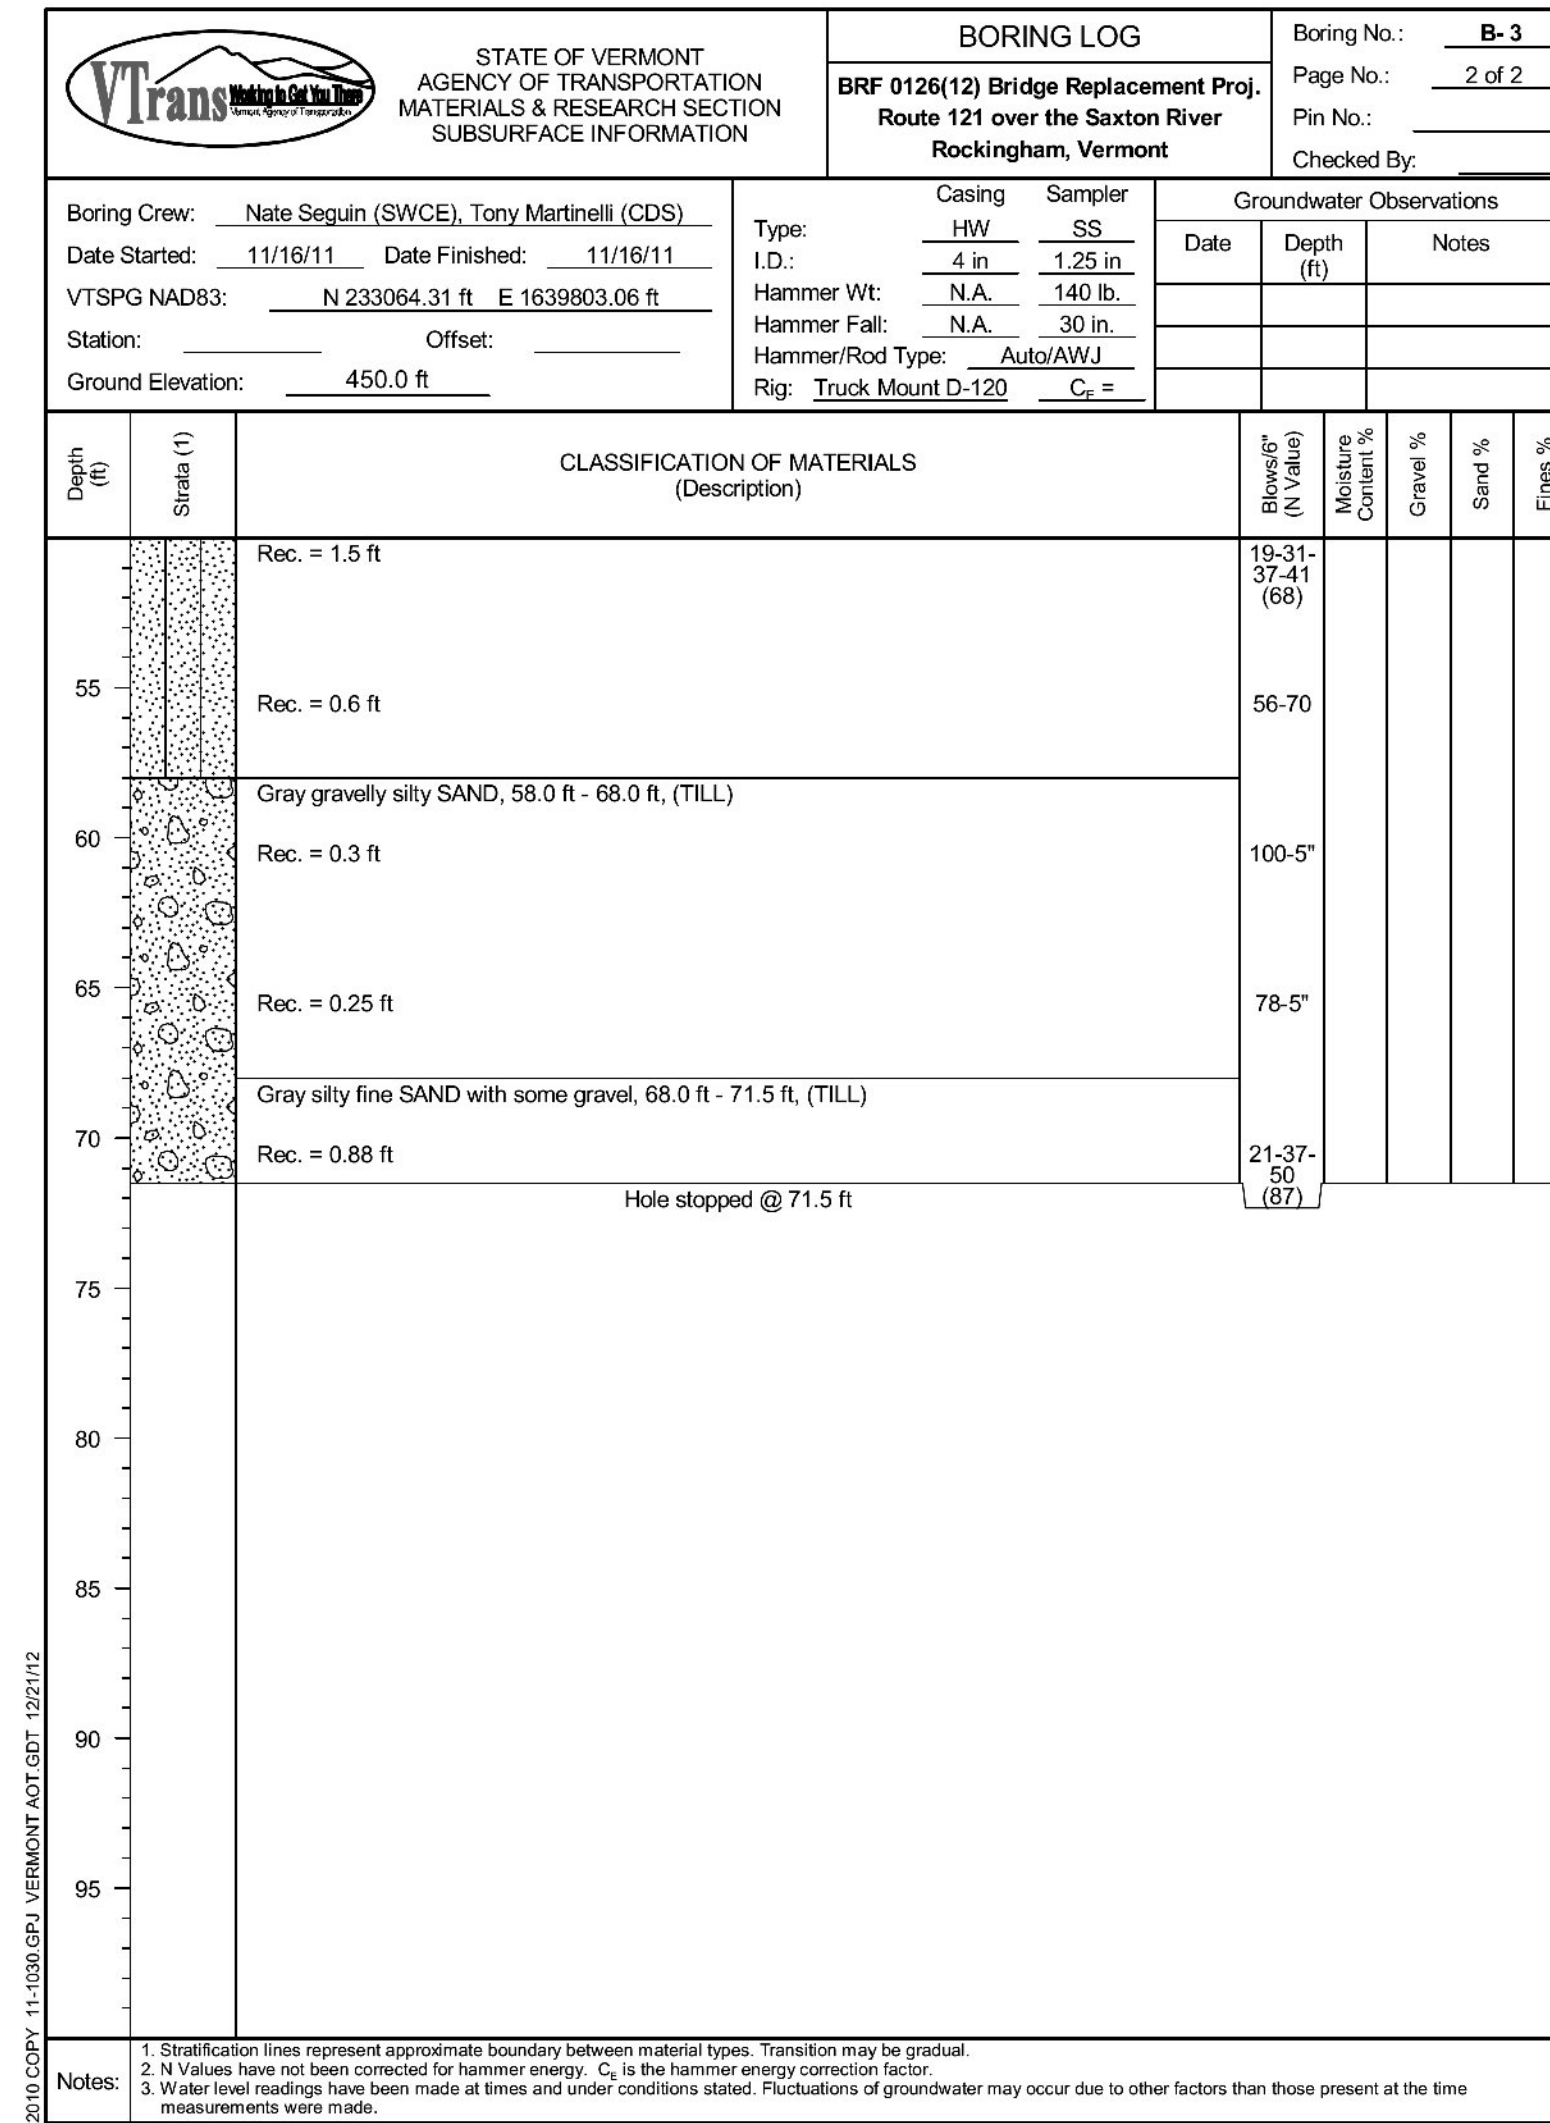 VTrans Working to Get You There
Vermont Agency of Transportation
STATE OF VERMONT
AGENCY OF TRANSPORTATION
MATERIALS & RESEARCH SECTION
SUBSURFACE INFORMATION
BORING LOG
BRF 0126(12) Bridge Replacement Proj.
Route 121 over the Saxton River
Rockingham, Vermont
Boring No.: B- 3
Page No.: 2 of 2
Pin No.:
Checked By:
Boring Crew: Nate Seguin (SWCE), Tony Martinelli (CDS)
Date Started: 11/16/11 Date Finished: 11/16/11
VTSPG NAD83: N 233064.31 ft E 1639803.06 ft
Station: Offset:
Ground Elevation: 450.0 ft
Casing Sampler
Type: HW SS
I.D.: 4 in 1.25 in
Hammer Wt: N.A. 140 lb.
Hammer Fall: N.A. 30 in.
Hammer/Rod Type: Auto/AWJ
Rig: Truck Mount D-120 CE =
Groundwater Observations
Date Depth (ft) Notes
Depth (ft)
Strata (1)
CLASSIFICATION OF MATERIALS
(Description)
Blows/6"
(N Value)
Moisture
Content %
Gravel %
Sand %
Fines %
Rec. = 1.5 ft 19-31-
37-41
(68)
55
Rec. = 0.6 ft 56-70
Gray gravelly silty SAND, 58.0 ft - 68.0 ft, (TILL)
60
Rec. = 0.3 ft 100-5"
65
Rec. = 0.25 ft 78-5"
Gray silty fine SAND with some gravel, 68.0 ft - 71.5 ft, (TILL)
70
Rec. = 0.88 ft 21-37-
50
(87)
Hole stopped @ 71.5 ft
75
80
85
90
95
2010 COPY 11-1030.GPJ VERMONT AOT.GDT 12/21/12
Notes:
1. Stratification lines represent approximate boundary between material types. Transition may be gradual.
2. N Values have not been corrected for hammer energy. CE is the hammer energy correction factor.
3. Water level readings have been made at times and under conditions stated. Fluctuations of groundwater may occur due to other factors than those present at the time
measurements were made.